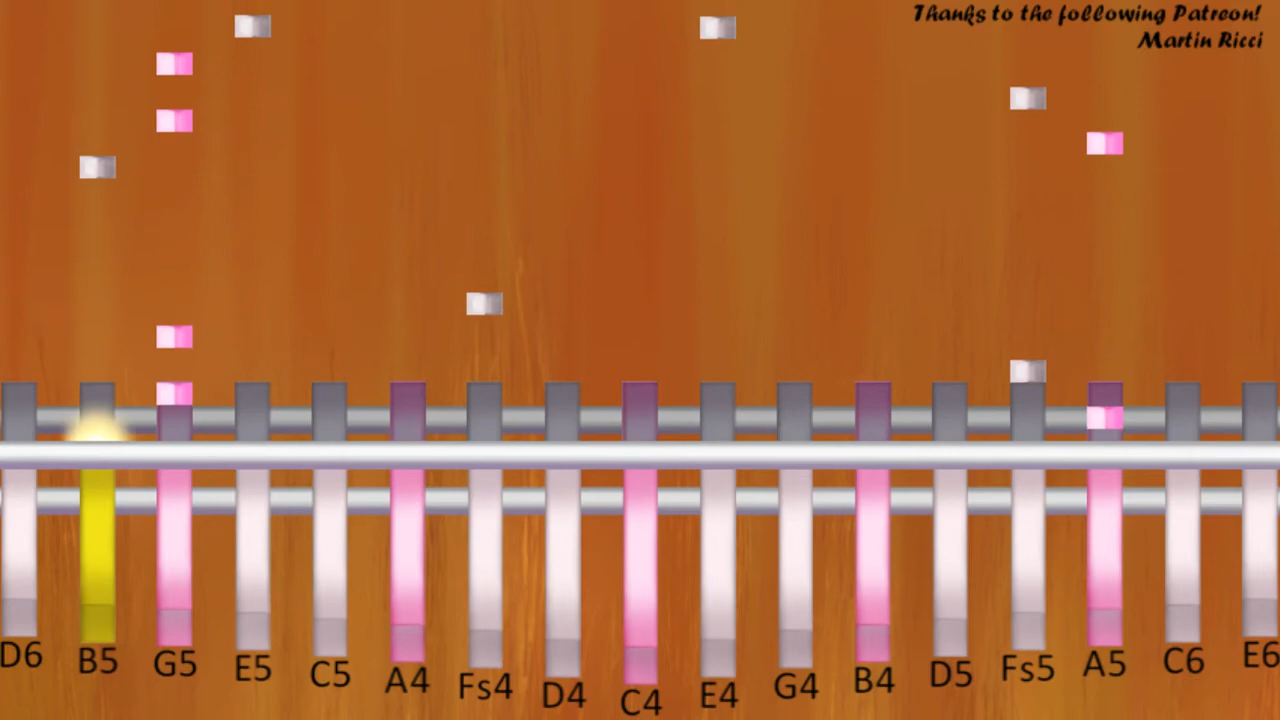 Thanks to the following Patreon!
Martin Ricci
D6 B5 G5 E5 C5 A4 Fs4 D4 C4 E4 G4 B4 D5 Fs5 A5 C6 E6